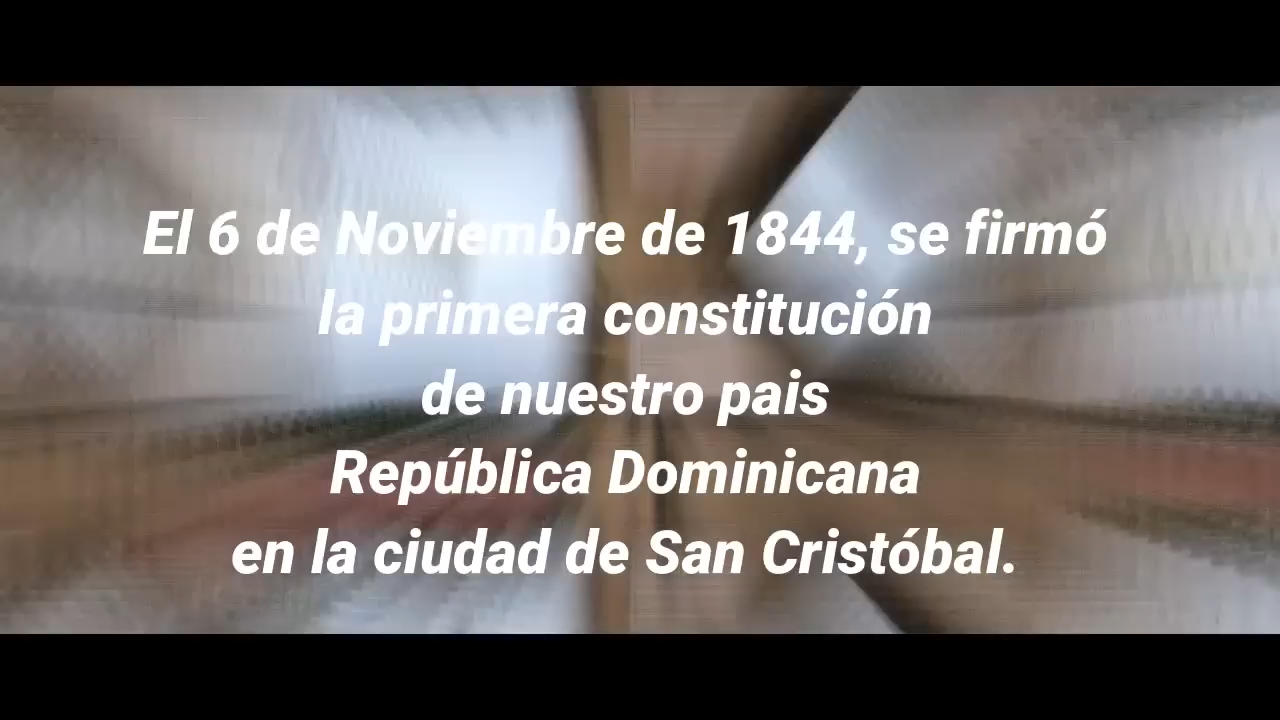 El 6 de Noviembre de 1844, se firmó
la primera constitución
de nuestro pais
República Dominicana
en la ciudad de San Cristóbal.